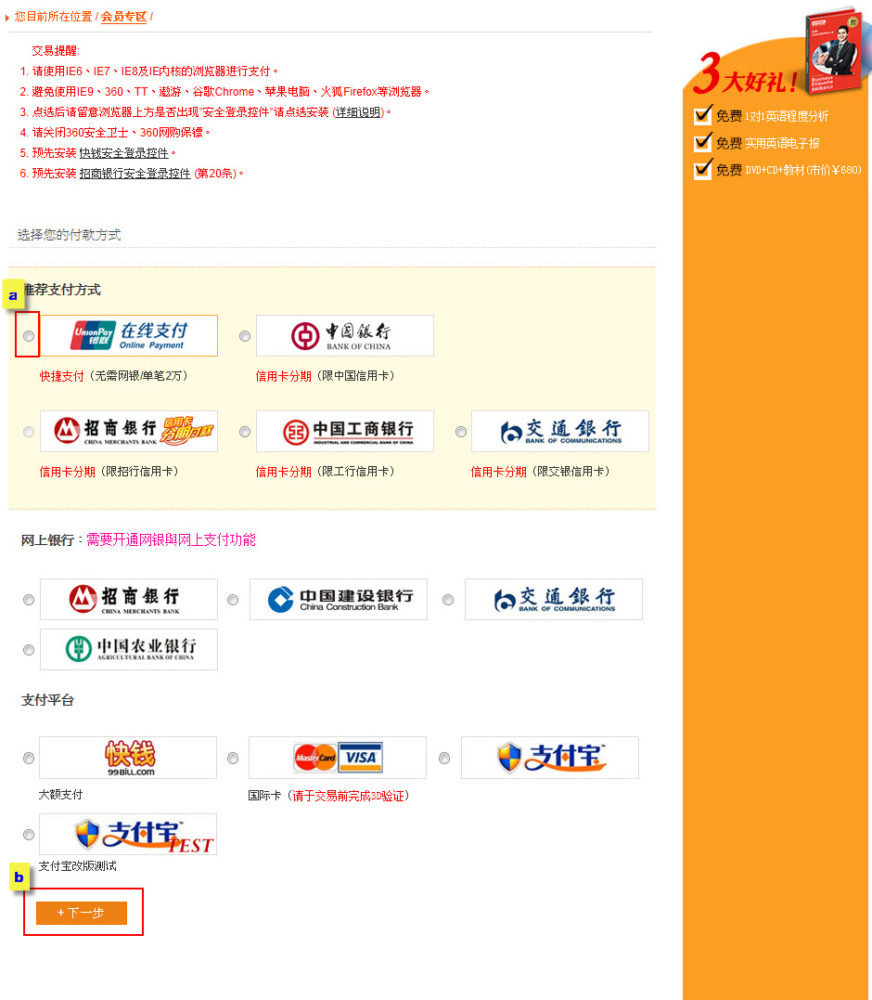 您目前所在位置 / 会员专区 /
交易提醒:
1. 请使用IE6、IE7、IE8及IE内核的浏览器进行支付。
2. 避免使用IE9、360、TT、遨游、谷歌Chrome、苹果电脑、火狐Firefox等浏览器。
3. 点选后请留意浏览器上方是否出现"安全登录控件"请点选安装 (详细说明)。
4. 请关闭360安全卫士、360网购保镖。
5. 预先安装 快钱安全登录控件。
6. 预先安装 招商银行安全登录控件 (第20条)。
3大好礼!
免费 1对1英语程度分析
免费 实用英语电子报
免费 DVD+CD+教材(市价￥680)
Business Etiquette
选择您的付款方式
a
推荐支付方式
UnionPay 银联 在线支付 Online Payment
中国銀行 BANK OF CHINA
快捷支付（无需网银/单笔2万）
信用卡分期（限中国信用卡）
招商银行 CHINA MERCHANTS BANK 信用卡 分期付款
中国工商银行 INDUSTRIAL AND COMMERCIAL BANK OF CHINA
交通銀行 BANK OF COMMUNICATIONS
信用卡分期（限招行信用卡）
信用卡分期（限工行信用卡）
信用卡分期（限交银信用卡）
网上银行：需要开通网银與网上支付功能
招商银行 CHINA MERCHANTS BANK
中国建设银行 China Construction Bank
交通銀行 BANK OF COMMUNICATIONS
中国农业银行 AGRICULTURAL BANK OF CHINA
支付平台
快钱 99BILL.COM
MasterCard VISA
支付宝™
大额支付
国际卡（请于交易前完成3D验证）
支付宝™ TEST
支付宝改版测试
b
+ 下一步